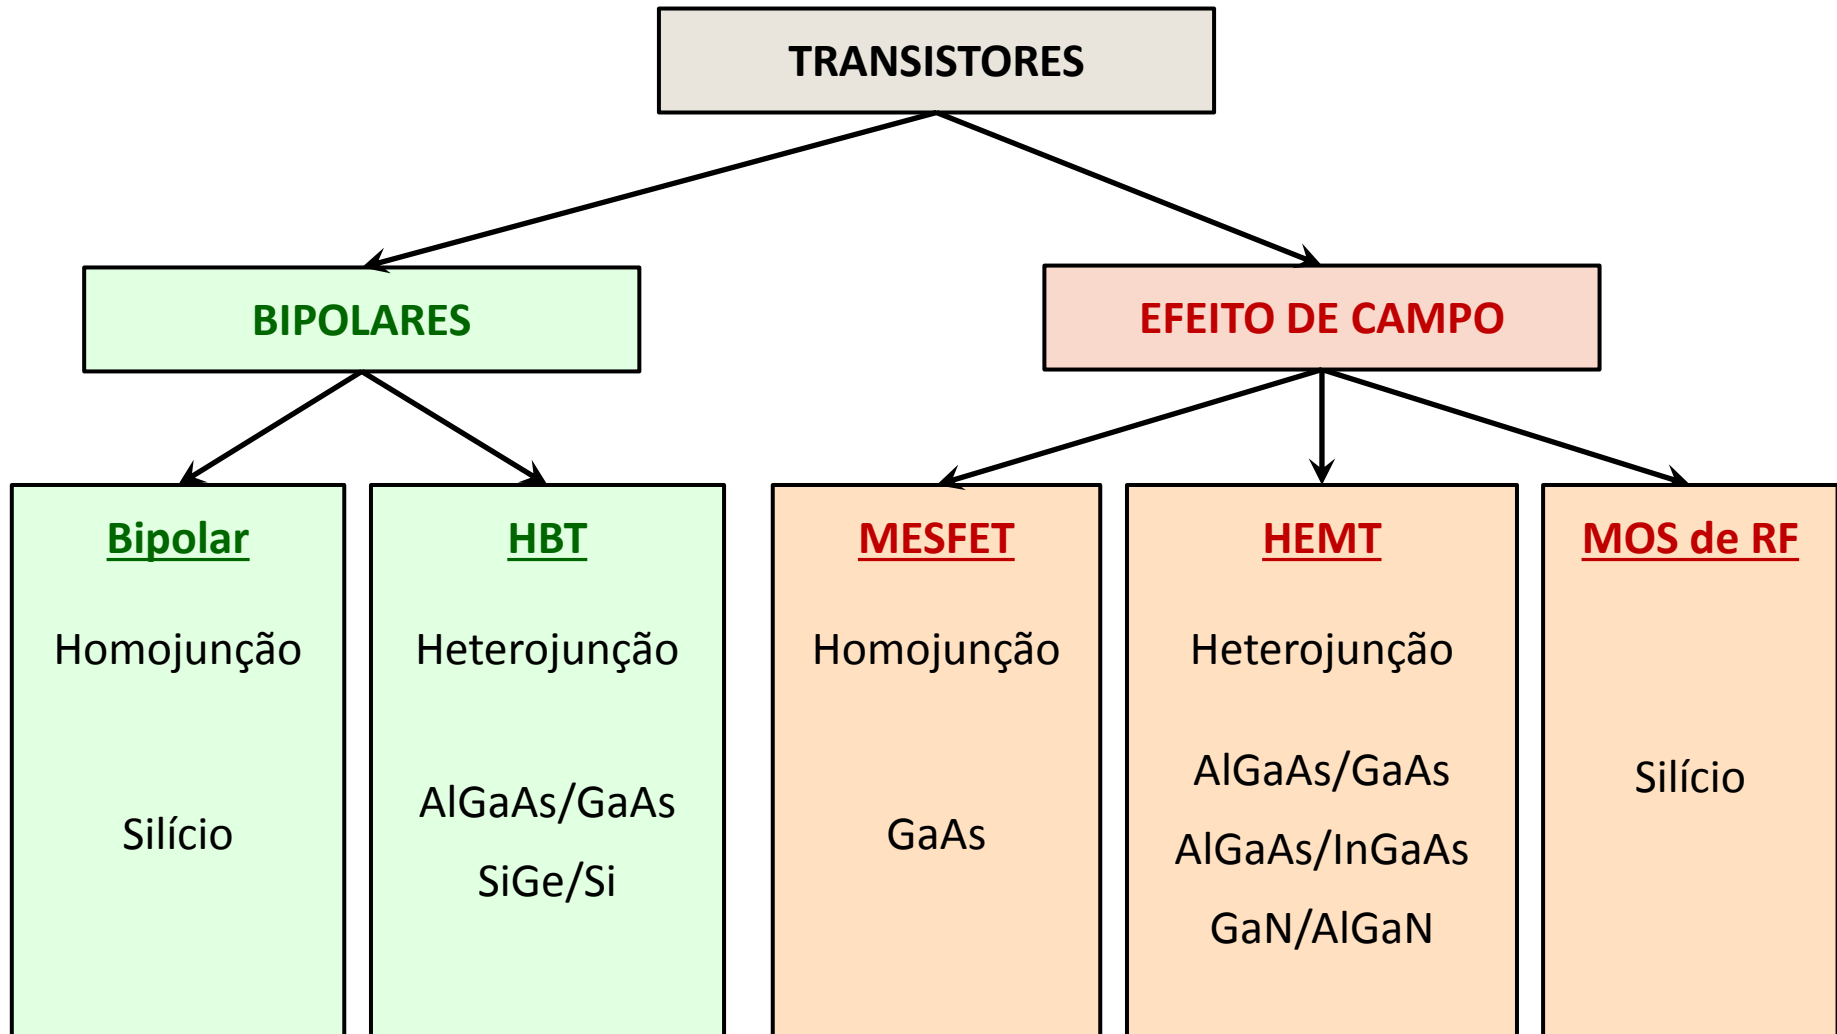 TRANSISTORES
BIPOLARES
EFEITO DE CAMPO
Bipolar
Homojunção
Silício
HBT
Heterojunção
AlGaAs/GaAs
SiGe/Si
MESFET
Homojunção
GaAs
HEMT
Heterojunção
AlGaAs/GaAs
AlGaAs/InGaAs
GaN/AlGaN
MOS de RF
Silício